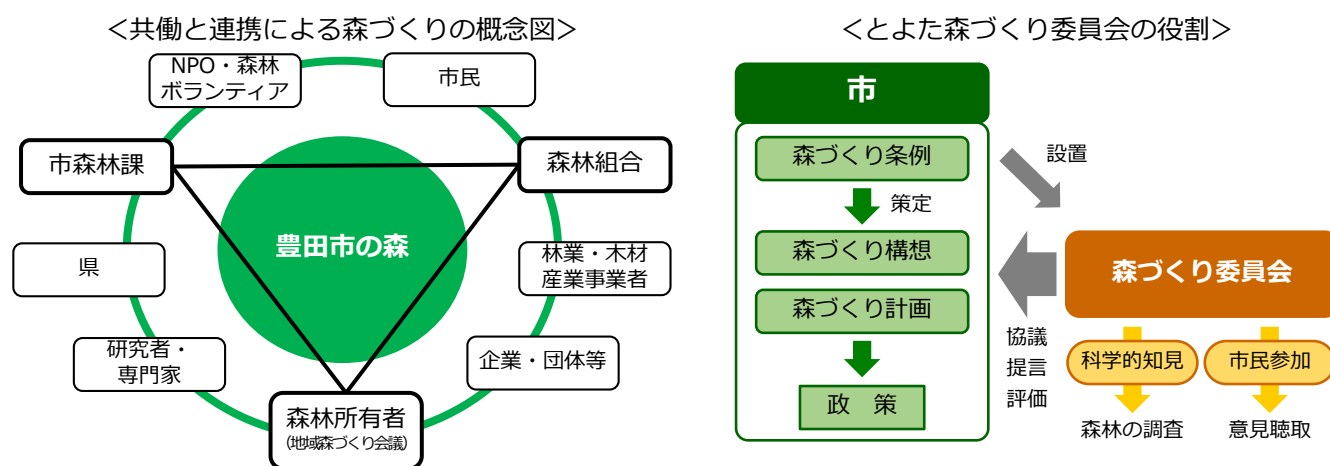 ＜共働と連携による森づくりの概念図＞
NPO・森林
ボランティア
市民
市森林課
森林組合
豊田市の森
県
林業・木材
産業事業者
研究者・
専門家
企業・団体等
森林所有者
(地域森づくり会議)
＜とよた森づくり委員会の役割＞
市
森づくり条例
設置
策定
森づくり構想
森づくり委員会
森づくり計画
協議
提言
評価
科学的知見
市民参加
政　策
森林の調査
意見聴取